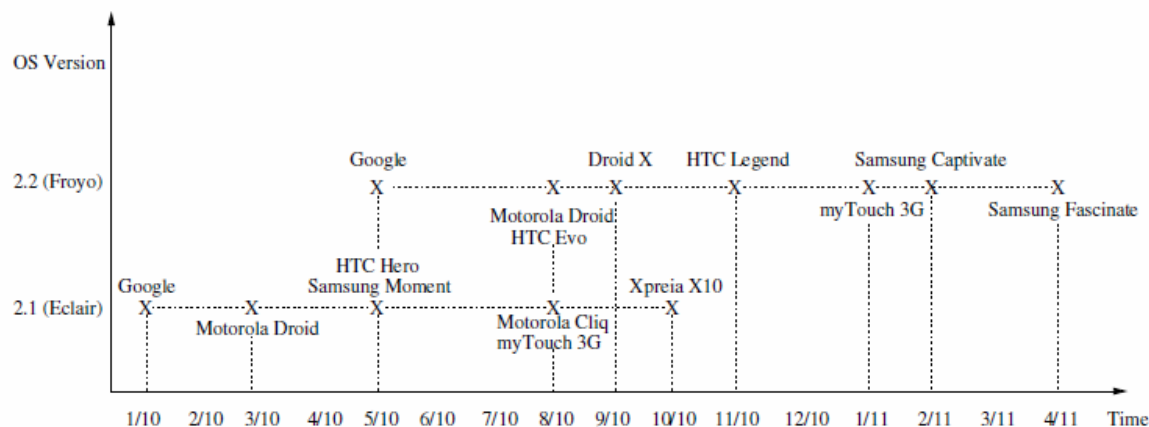 OS Version
Google Droid X HTC Legend Samsung Captivate
2.2 (Froyo) X X X X X X X
Motorola Droid myTouch 3G Samsung Fascinate
HTC Evo
HTC Hero
Google Samsung Moment Xpreia X10
2.1 (Eclair) X X X X X
Motorola Droid Motorola Cliq
myTouch 3G
1/10 2/10 3/10 4/10 5/10 6/10 7/10 8/10 9/10 10/10 11/10 12/10 1/11 2/11 3/11 4/11 Time